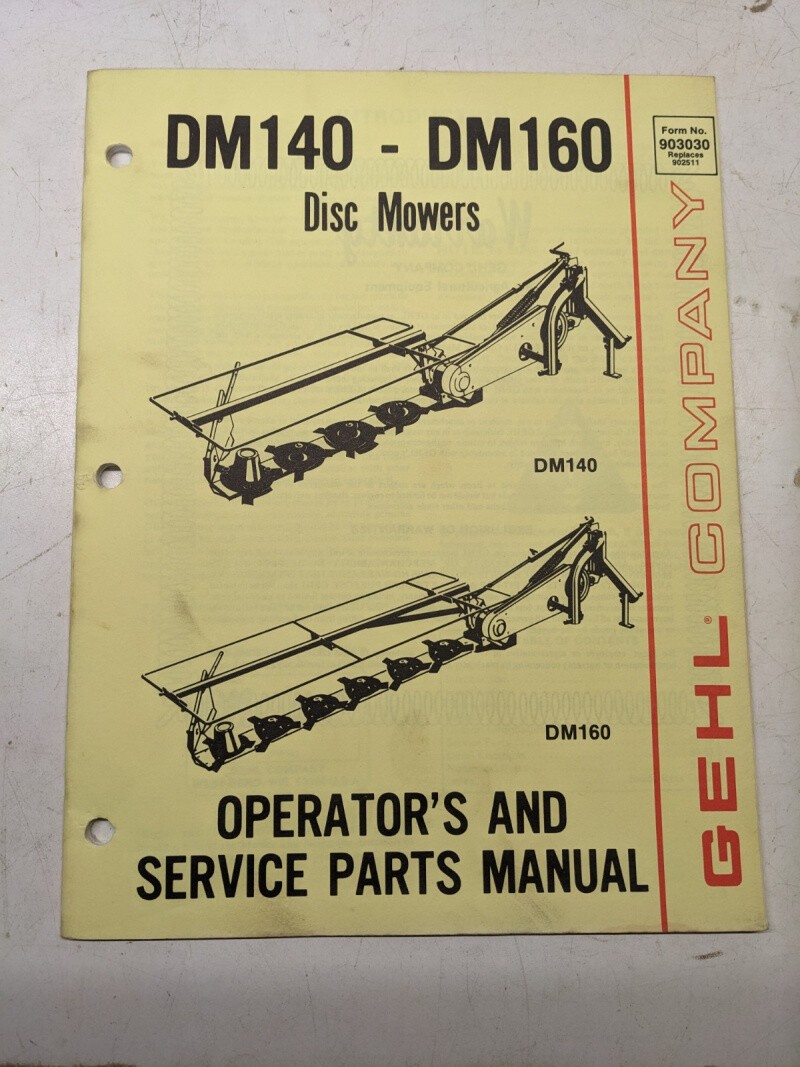 DM140 - DM160
Disc Mowers
Form No.
903030
Replaces
902511
DM140
DM160
OPERATOR'S AND
SERVICE PARTS MANUAL
GEHL® COMPANY